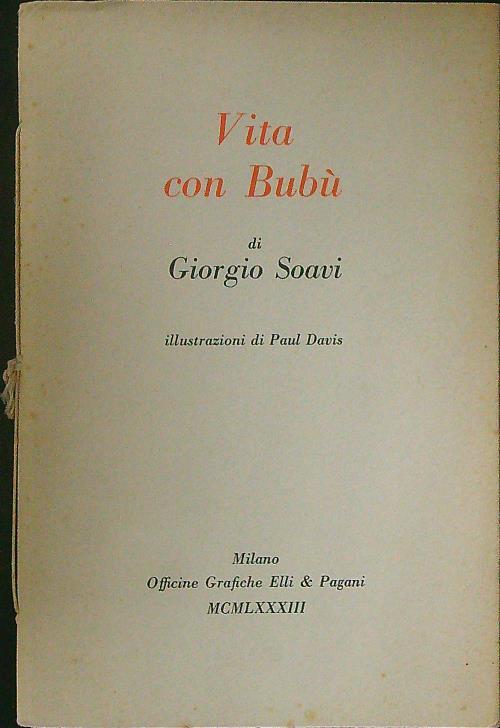 Vita
con Bubù
di
Giorgio Soavi
illustrazioni di Paul Davis
Milano
Officine Grafiche Elli & Pagani
MCMLXXXIII